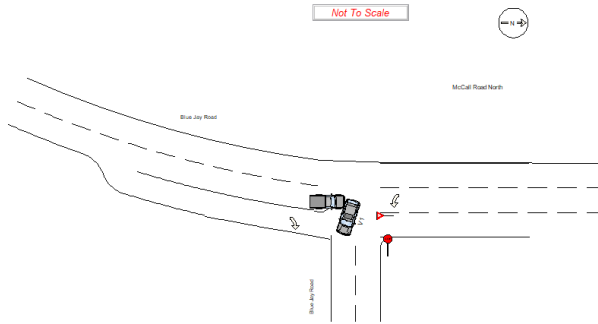 Not To Scale
N
McCall Road North
Blue Jay Road
Blue Jay Road